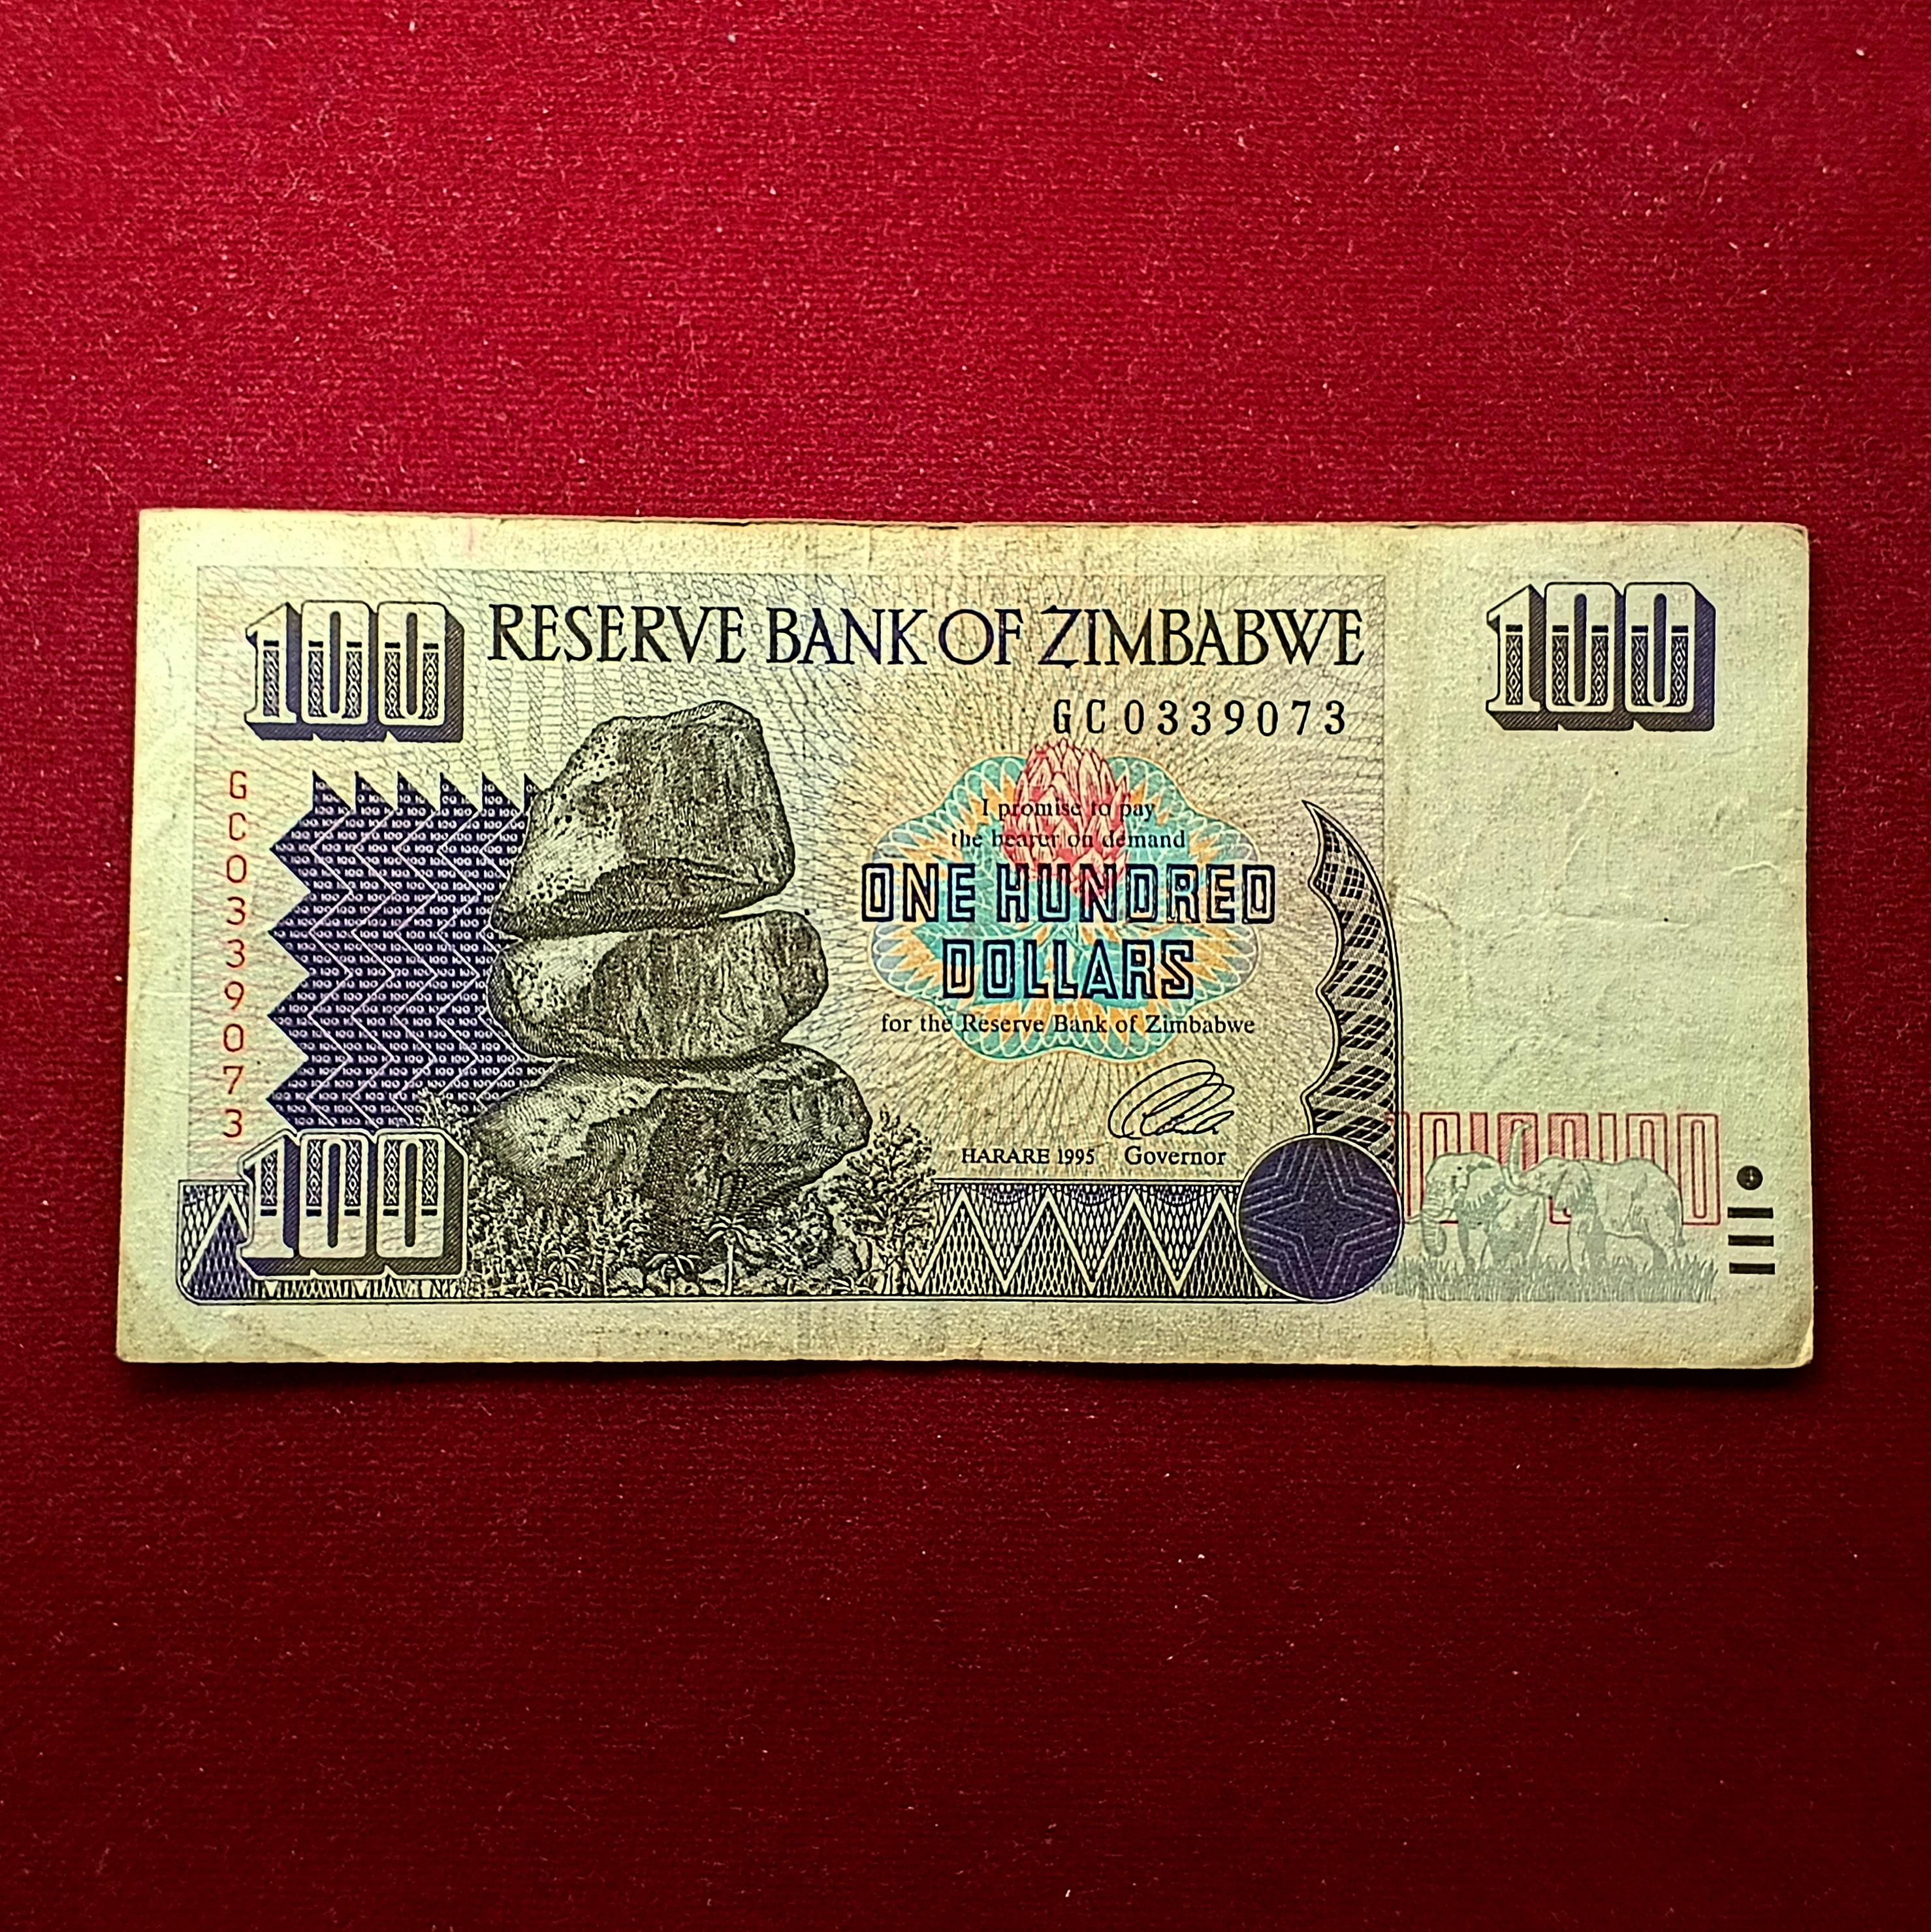 100
RESERVE BANK OF ZIMBABWE
100
GC0339073
GC0339073
I promise to pay
the bearer on demand
ONE HUNDRED
DOLLARS
for the Reserve Bank of Zimbabwe
HARARE 1995 Governor
100
100100100